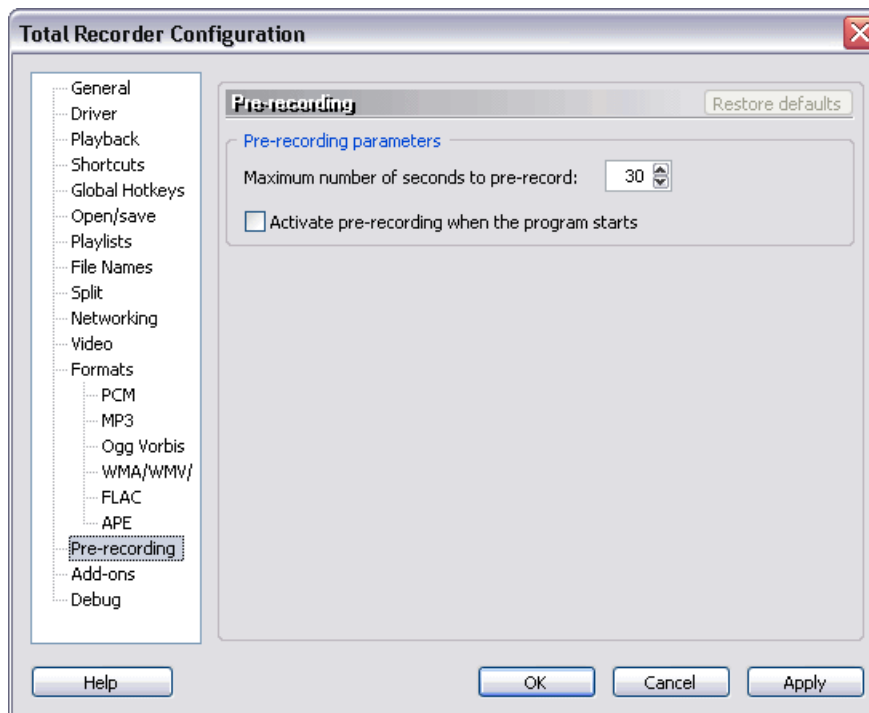 Total Recorder Configuration
General
Driver
Playback
Shortcuts
Global Hotkeys
Open/save
Playlists
File Names
Split
Networking
Video
Formats
PCM
MP3
Ogg Vorbis
WMA/WMV/
FLAC
APE
Pre-recording
Add-ons
Debug
Pre-recording
Restore defaults
Pre-recording parameters
Maximum number of seconds to pre-record: 30
Activate pre-recording when the program starts
Help
OK
Cancel
Apply